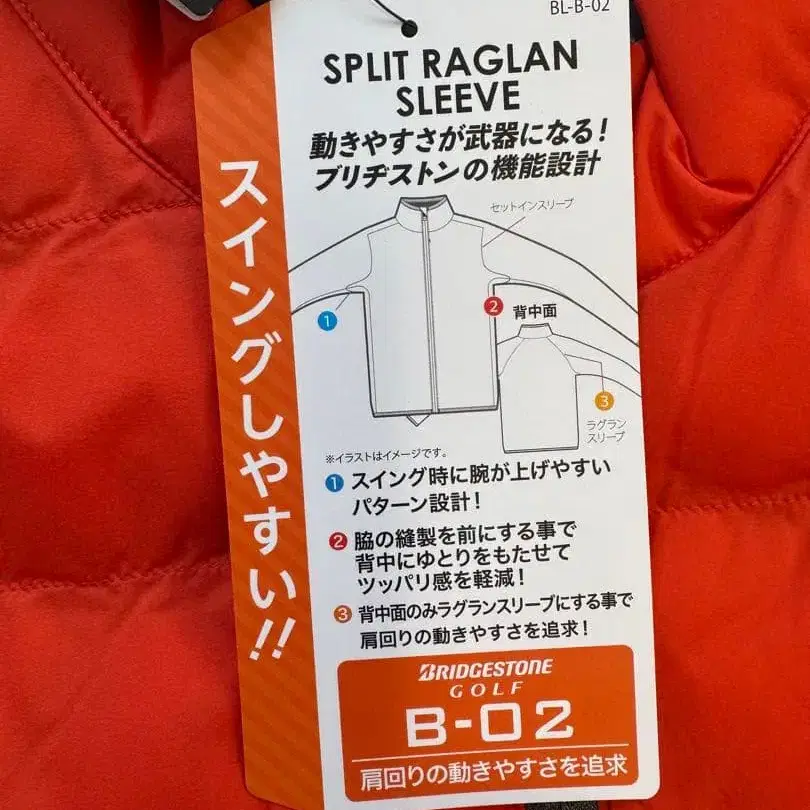 BL-B-02
SPLIT RAGLAN
SLEEVE
動きやすさが武器になる!
ブリヂストンの機能設計
スイングしやすい!!
セットインスリーブ
1
2
背中面
3
ラグラン
スリーブ
※イラストはイメージです。
1 スイング時に腕が上げやすい
パターン設計!
2 脇の縫製を前にする事で
背中にゆとりをもたせて
ツッパリ感を軽減!
3 背中面のみラグランスリーブにする事で
肩回りの動きやすさを追求!
BRIDGESTONE
GOLF
B-02
肩回りの動きやすさを追求